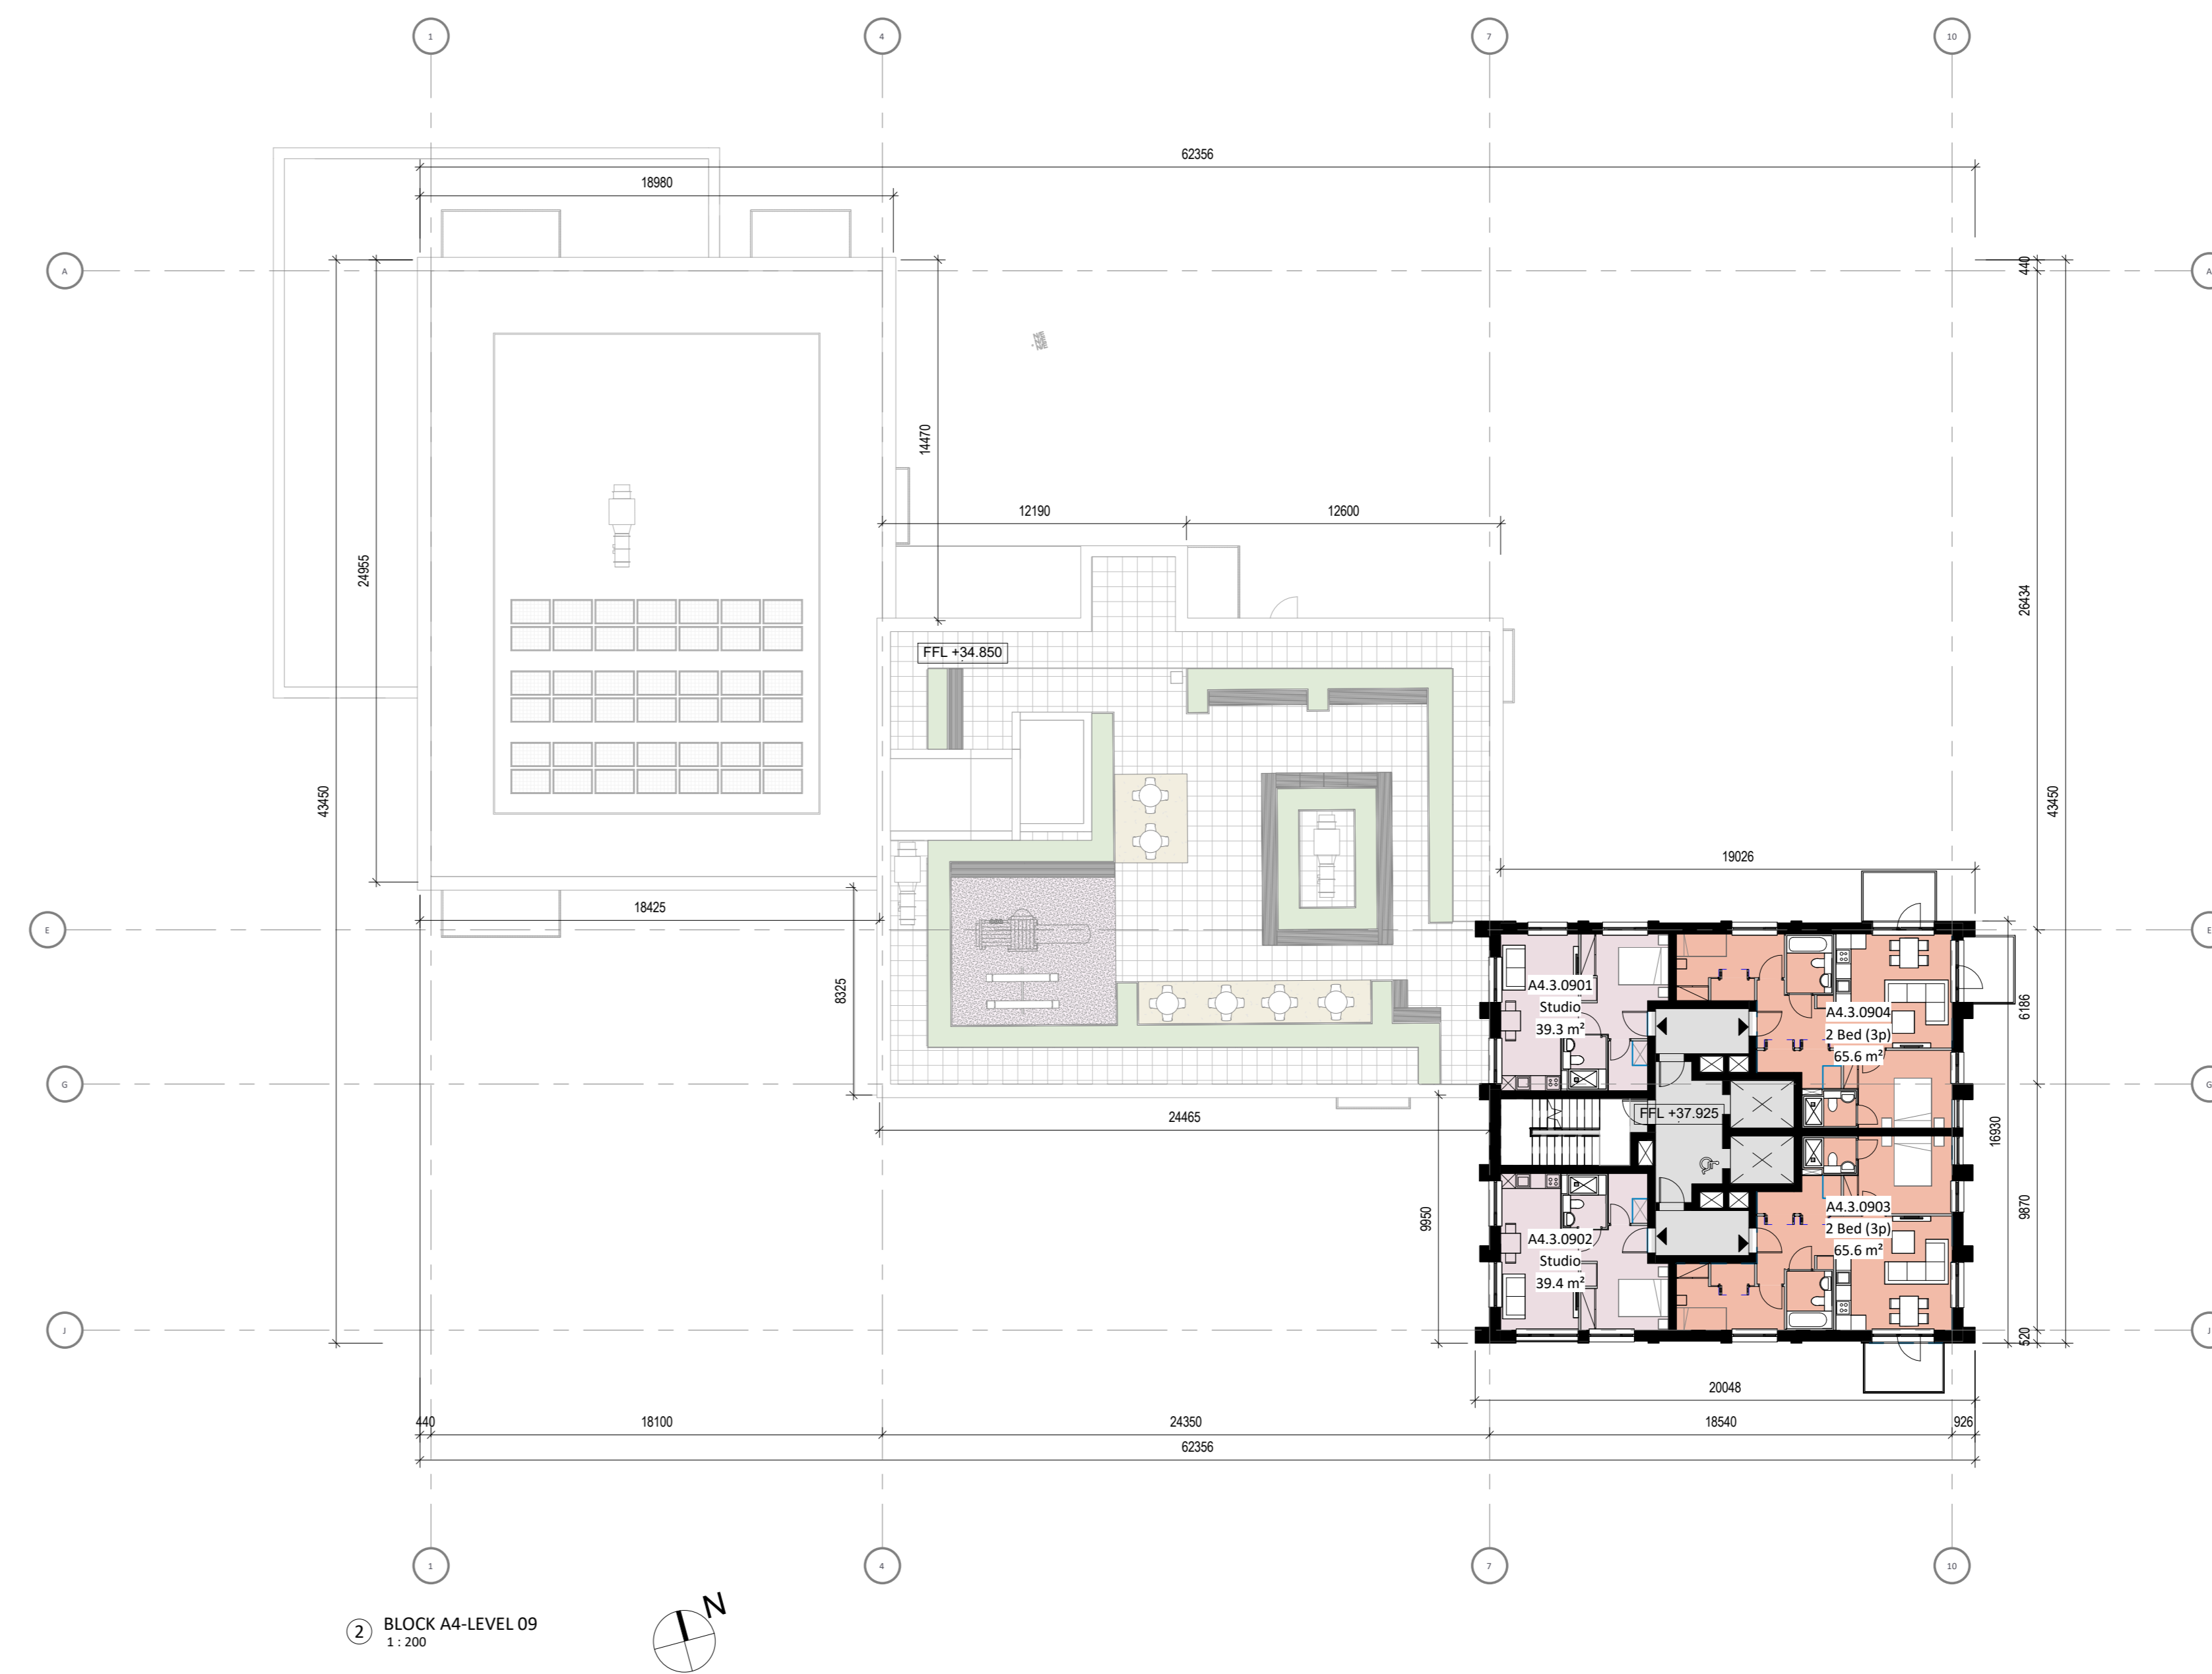 1
4
7
10
62356
18980
A
A
440
14470
24955
12190
12600
26434
FFL +34.850
43450
43450
19026
18425
E
E
8325
A4.3.0901
Studio
39.3 m²
A4.3.0904
2 Bed (3p)
65.6 m²
6186
G
G
24465
FFL +37.925
16930
9950
A4.3.0902
Studio
39.4 m²
A4.3.0903
2 Bed (3p)
65.6 m²
9870
J
J
520
20048
440
18100
24350
18540
926
62356
1
4
7
10
N
2
BLOCK A4-LEVEL 09
1 : 200